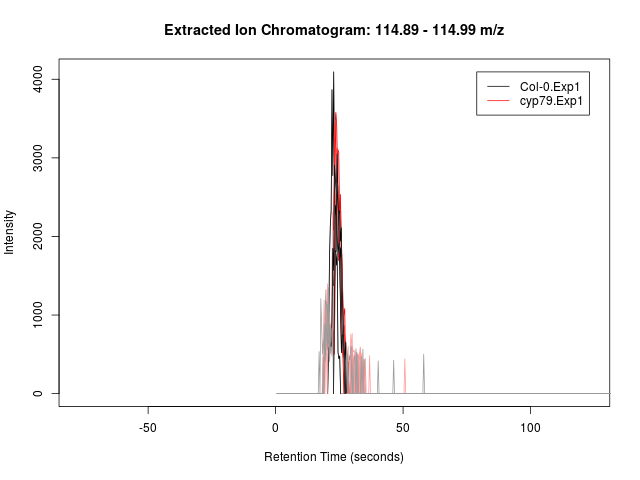 Extracted Ion Chromatogram: 114.89 - 114.99 m/z
Col-0.Exp1
cyp79.Exp1
Intensity
4000
3000
2000
1000
0
-50
0
50
100
Retention Time (seconds)